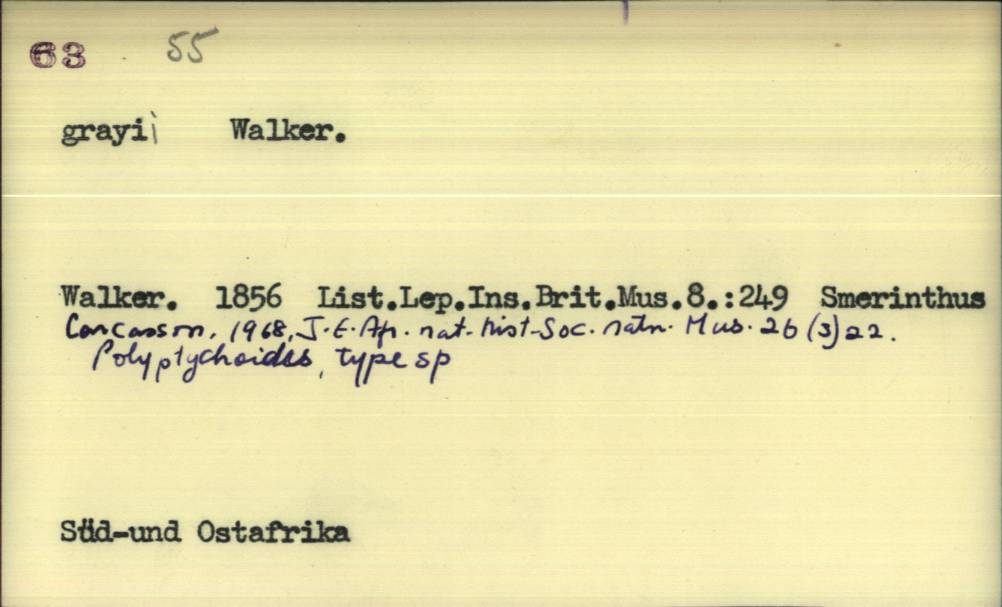 63 55
grayii Walker.
Walker. 1856 List.Lep.Ins.Brit.Mus.8.:249 Smerinthus
Carcasson, 1968, J.E.Afr. nat. hist-Soc. natn. Mus. 26 (3) 22.
Polyptychoides, type sp
Süd-und Ostafrika